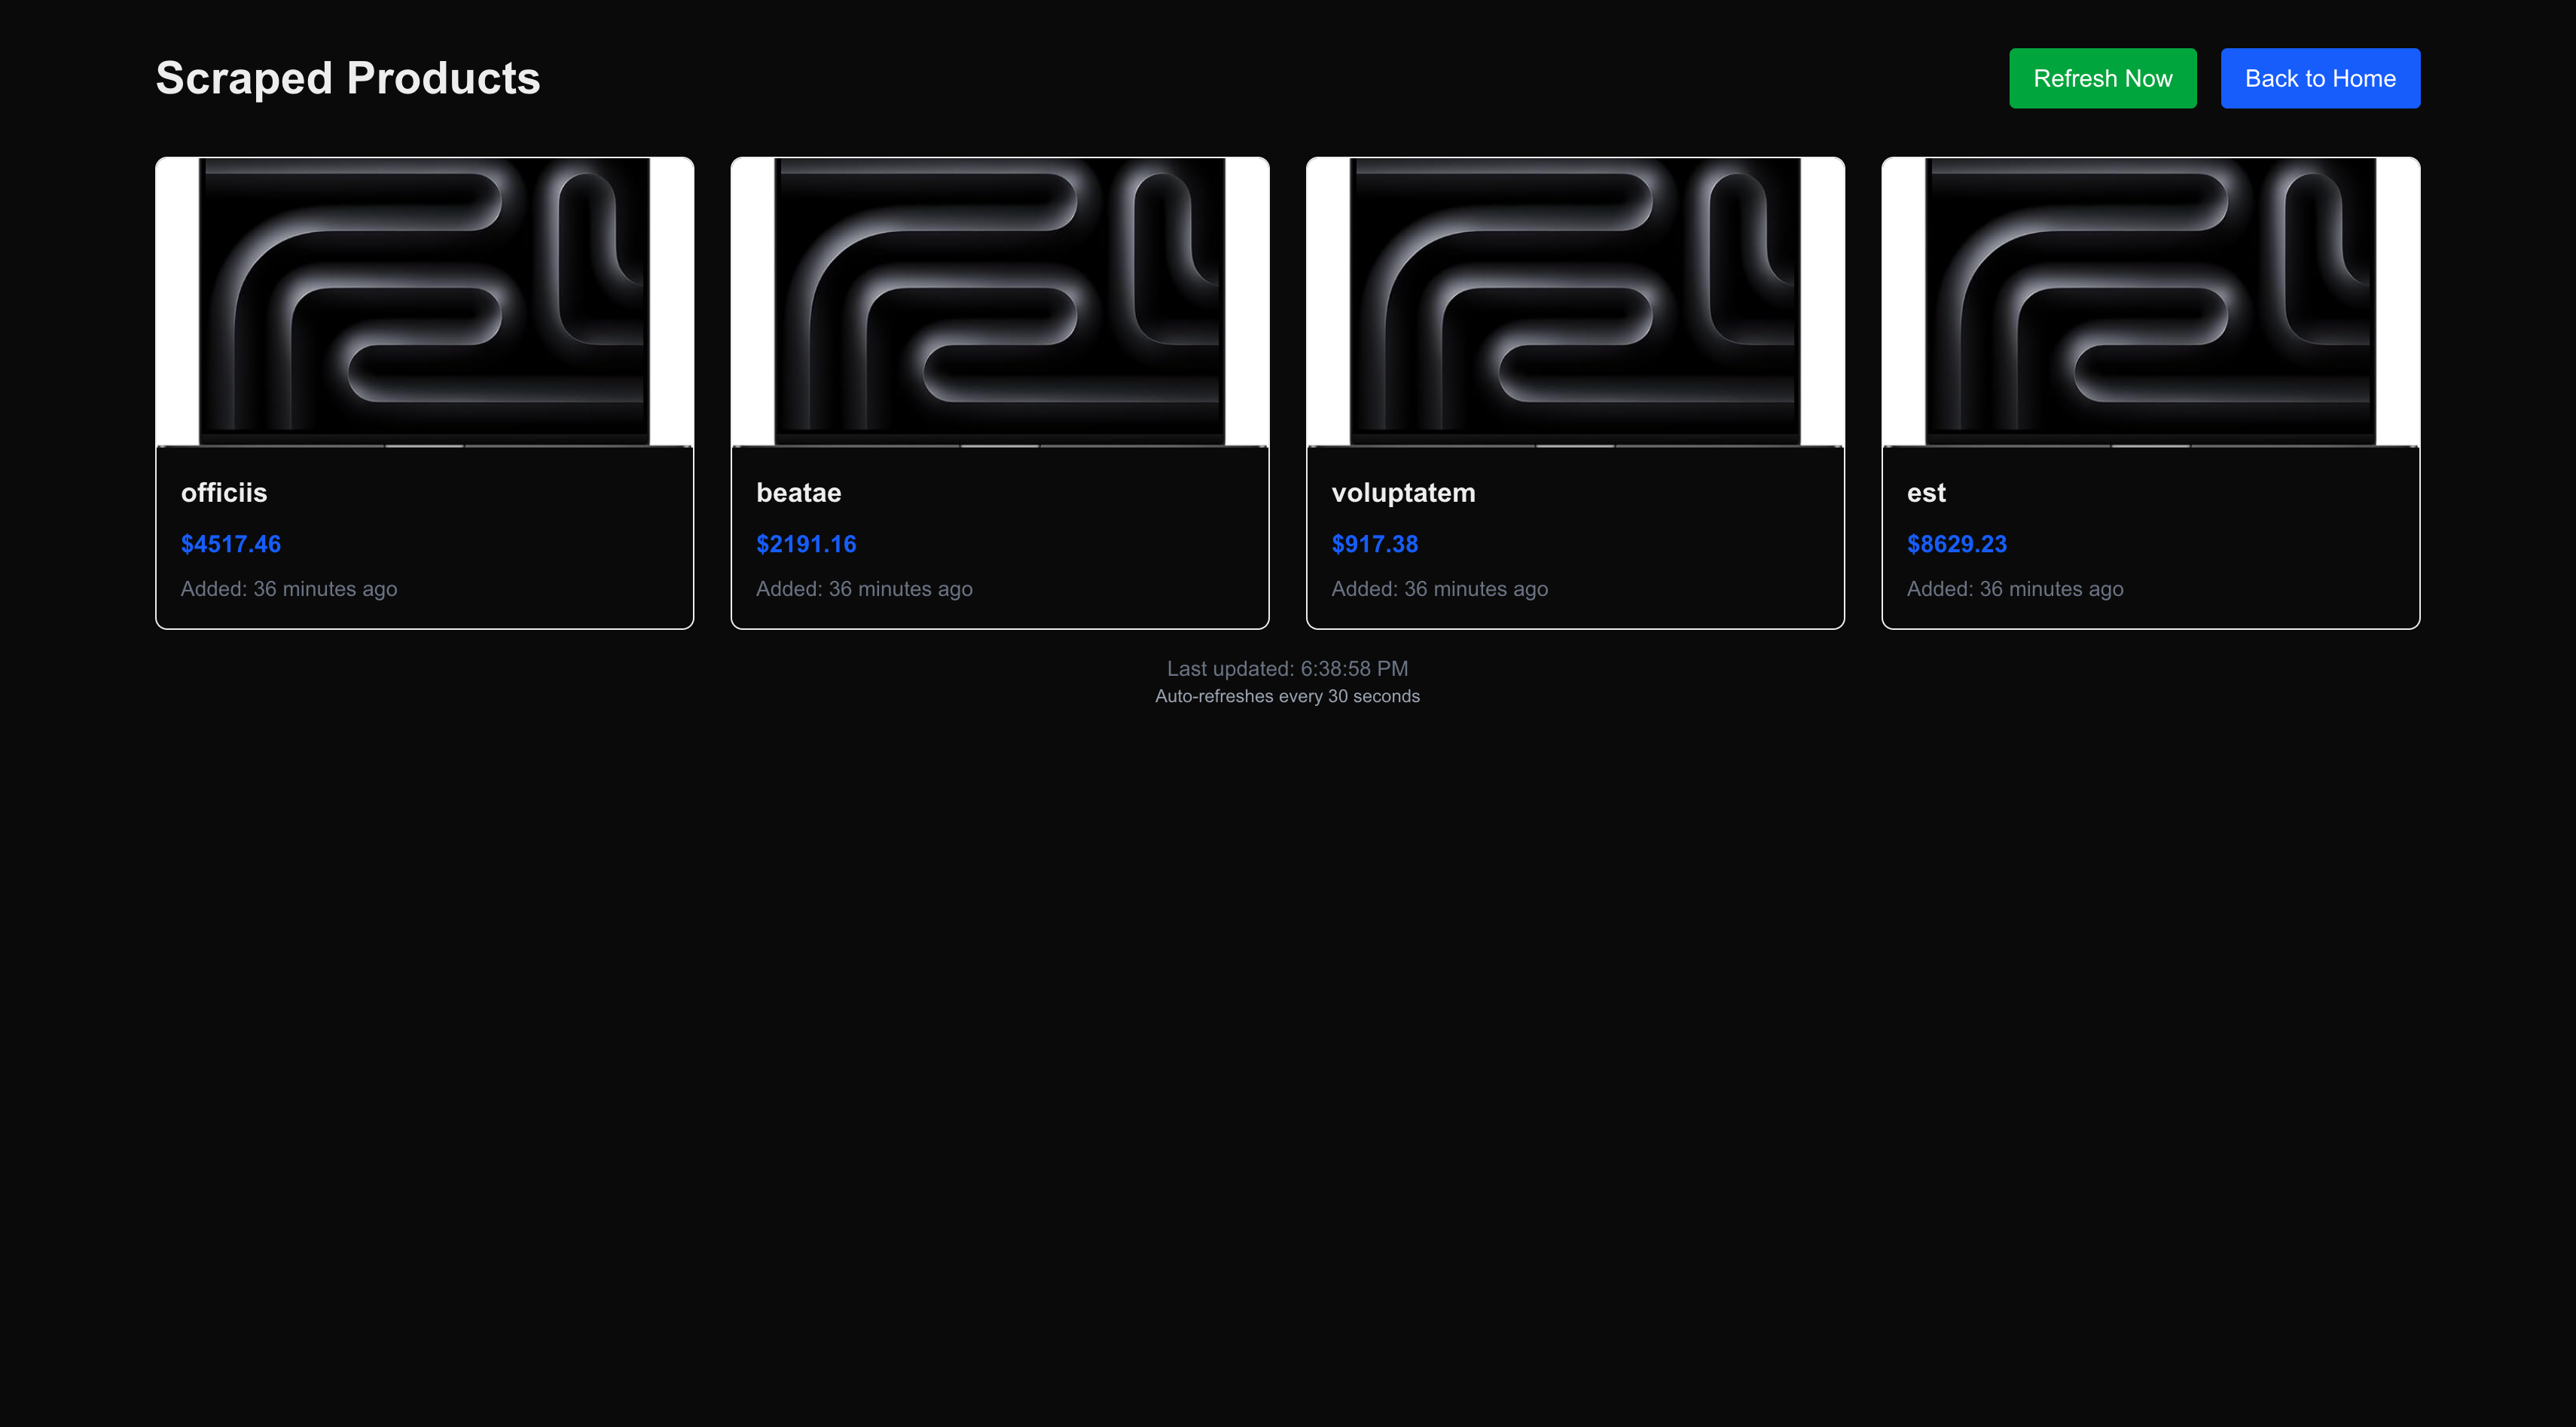 Scraped Products
Refresh Now
Back to Home
officiis
$4517.46
Added: 36 minutes ago
beatae
$2191.16
Added: 36 minutes ago
voluptatem
$917.38
Added: 36 minutes ago
est
$8629.23
Added: 36 minutes ago
Last updated: 6:38:58 PM
Auto-refreshes every 30 seconds